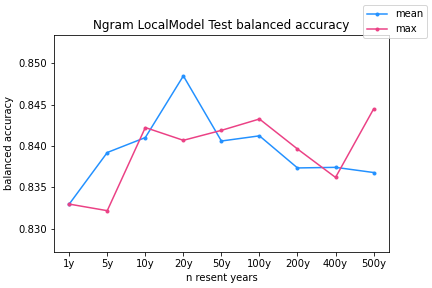 Ngram LocalModel Test balanced accuracy
mean
max
balanced accuracy
0.850
0.845
0.840
0.835
0.830
1y 5y 10y 20y 50y 100y 200y 400y 500y
n resent years